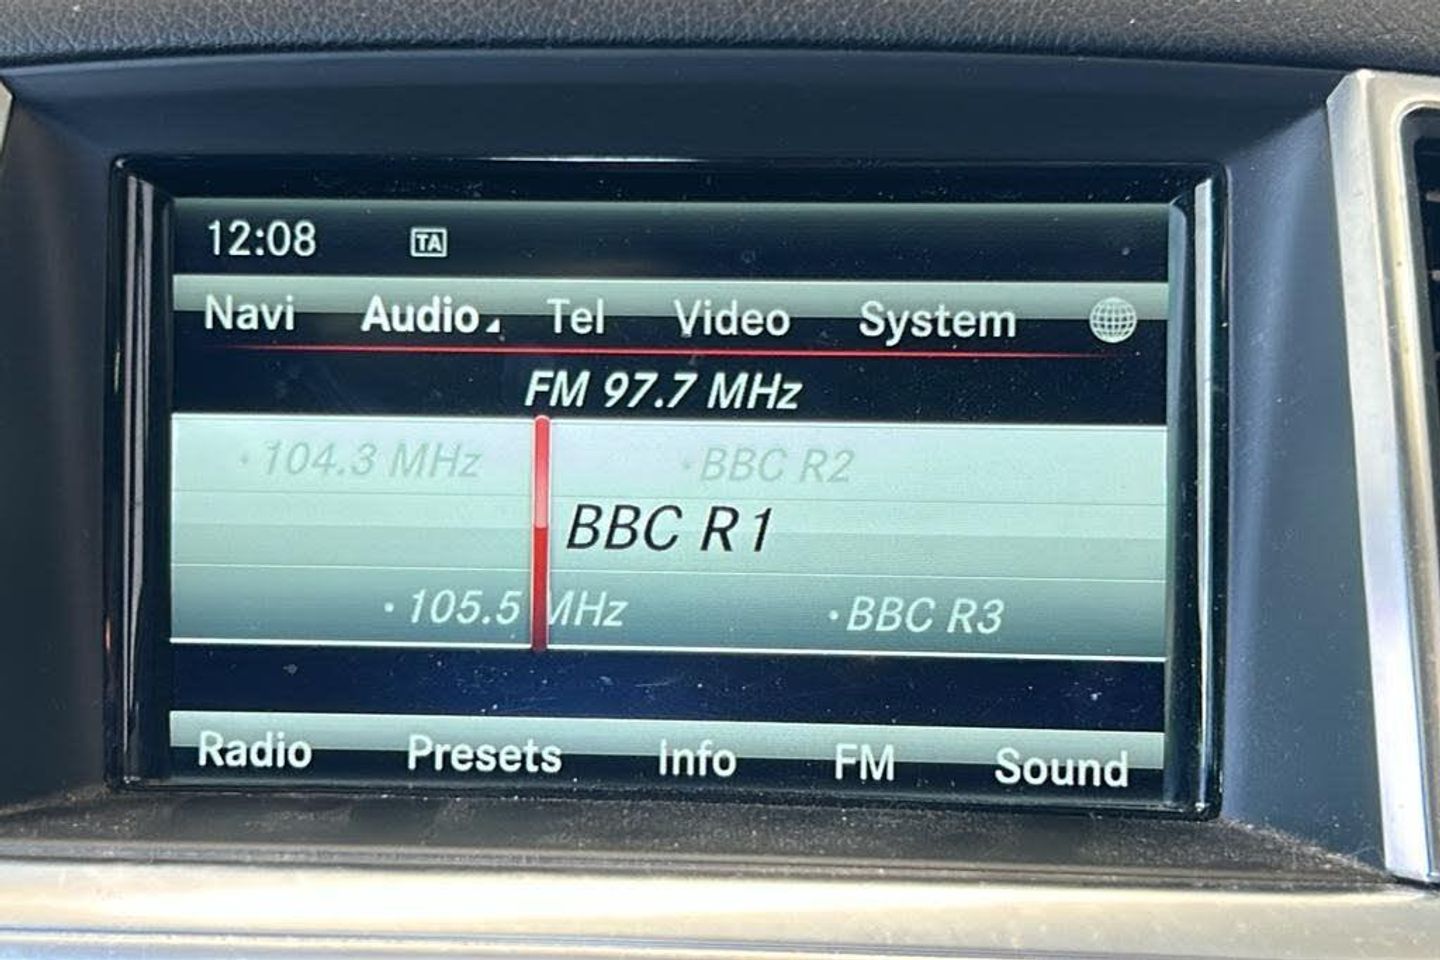 12:08 TA
Navi Audio Tel Video System
FM 97.7 MHz
104.3 MHz · BBC R2
BBC R1
· 105.5 MHz · BBC R3
Radio Presets Info FM Sound